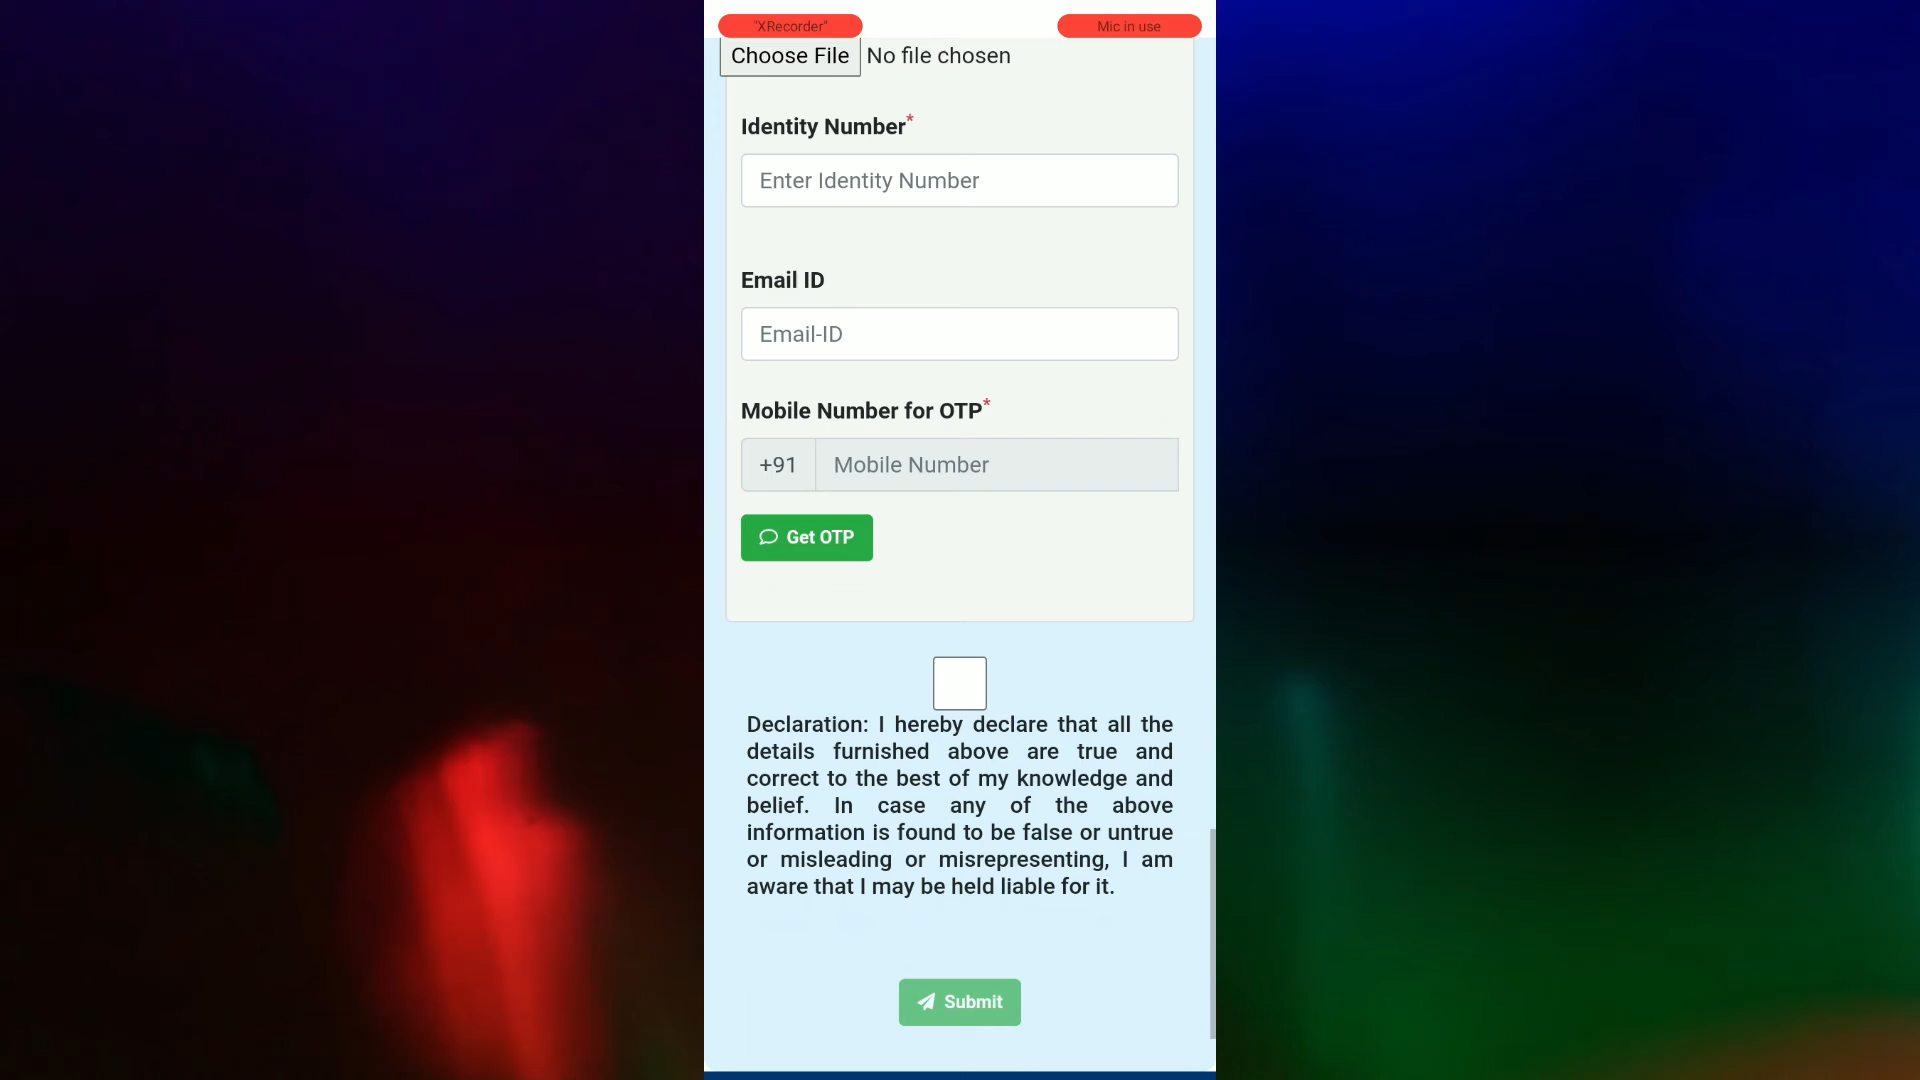 "XRecorder"
Mic in use
Choose File No file chosen
Identity Number*
Enter Identity Number
Email ID
Email-ID
Mobile Number for OTP*
+91 Mobile Number
Get OTP
Declaration: I hereby declare that all the
details furnished above are true and
correct to the best of my knowledge and
belief. In case any of the above
information is found to be false or untrue
or misleading or misrepresenting, I am
aware that I may be held liable for it.
Submit